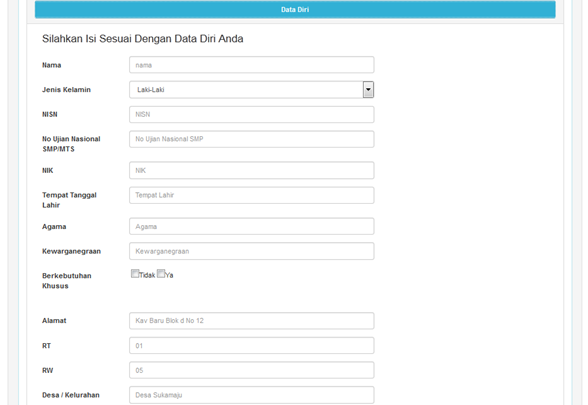 Data Diri
Silahkan Isi Sesuai Dengan Data Diri Anda
Nama
nama
Jenis Kelamin
Laki-Laki
NISN
NISN
No Ujian Nasional
SMP/MTS
No Ujian Nasional SMP
NIK
NIK
Tempat Tanggal
Lahir
Tempat Lahir
Agama
Agama
Kewarganegraan
Kewarganegraan
Berkebutuhan
Khusus
Tidak Ya
Alamat
Kav Baru Blok d No 12
RT
01
RW
05
Desa / Kelurahan
Desa Sukamaju